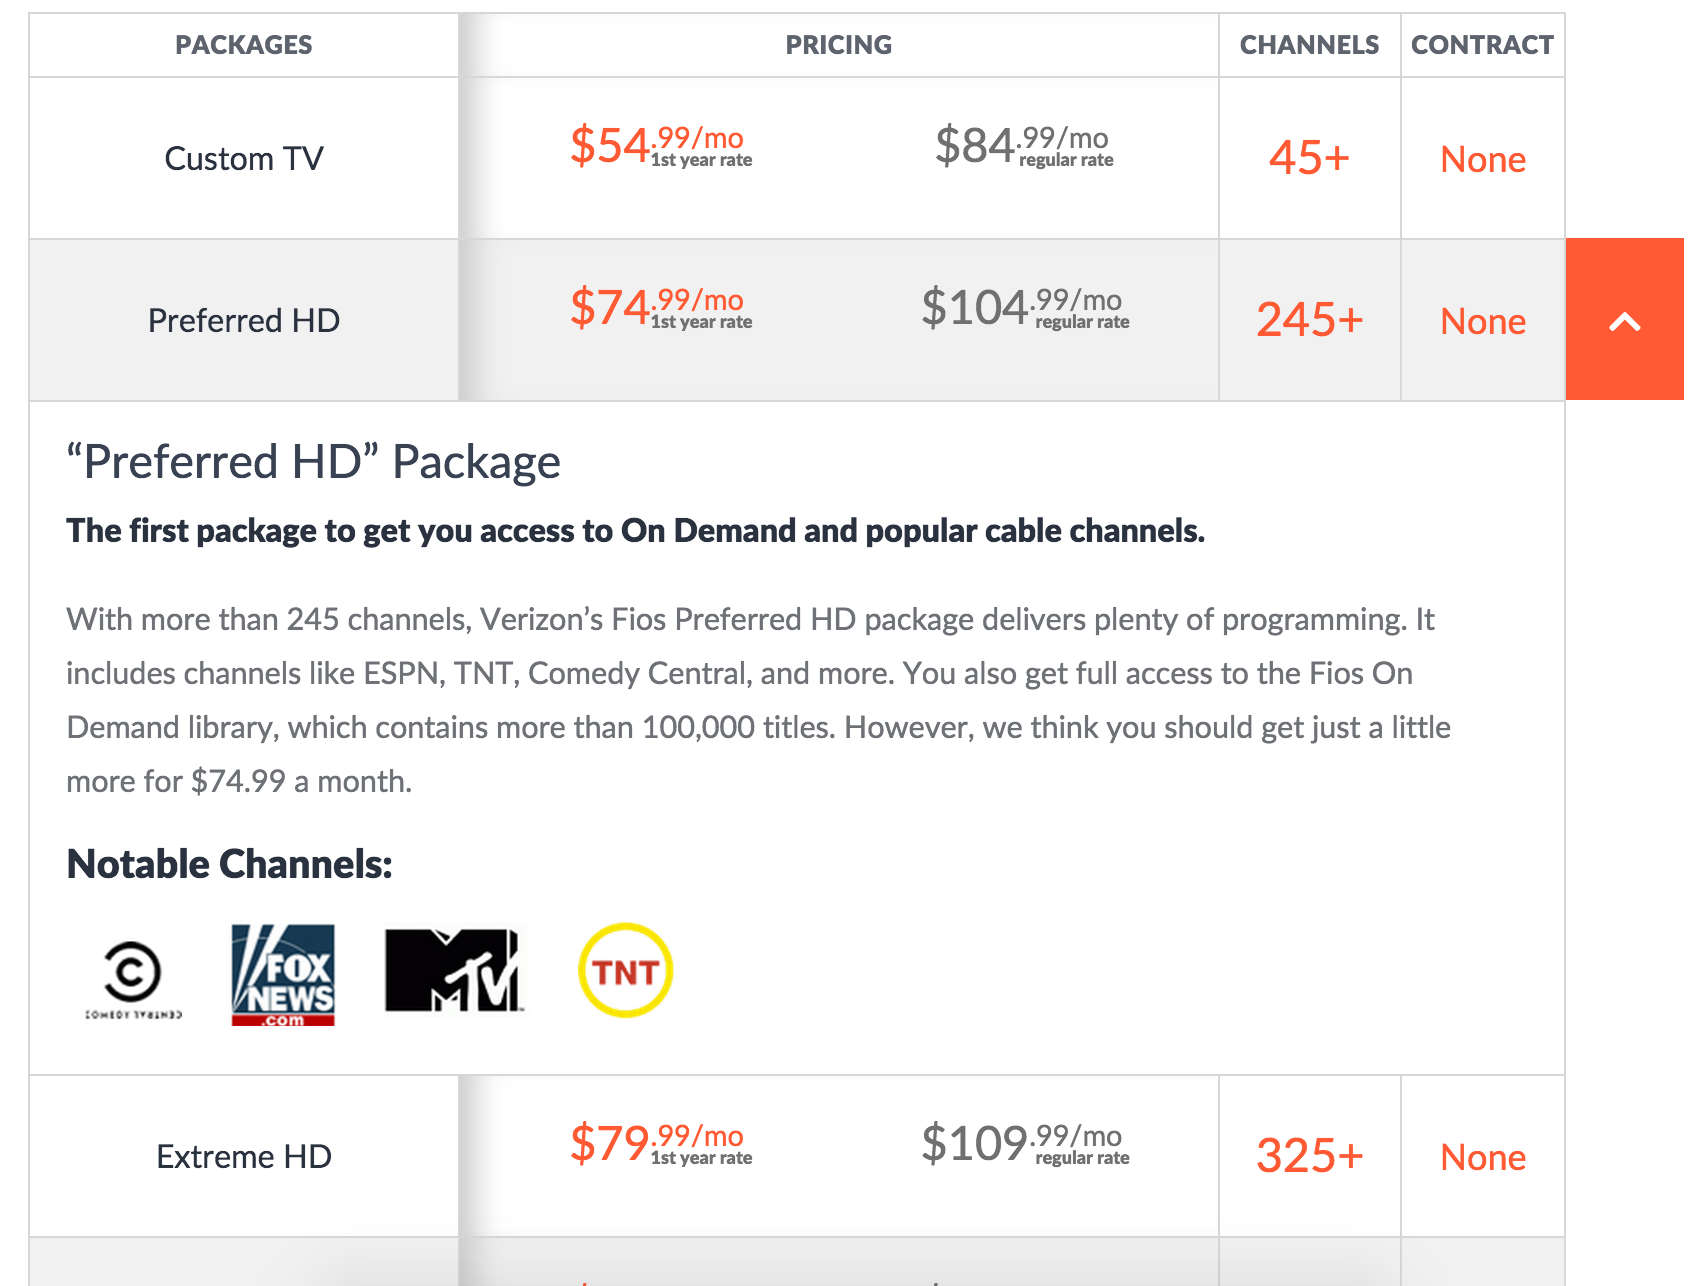 PACKAGES PRICING CHANNELS CONTRACT
Custom TV $54.99/mo 1st year rate $84.99/mo regular rate 45+ None
Preferred HD $74.99/mo 1st year rate $104.99/mo regular rate 245+ None
“Preferred HD” Package
The first package to get you access to On Demand and popular cable channels.
With more than 245 channels, Verizon’s Fios Preferred HD package delivers plenty of programming. It
includes channels like ESPN, TNT, Comedy Central, and more. You also get full access to the Fios On
Demand library, which contains more than 100,000 titles. However, we think you should get just a little
more for $74.99 a month.
Notable Channels:
FOX
NEWS
.com
MTV
TNT
Extreme HD $79.99/mo 1st year rate $109.99/mo regular rate 325+ None